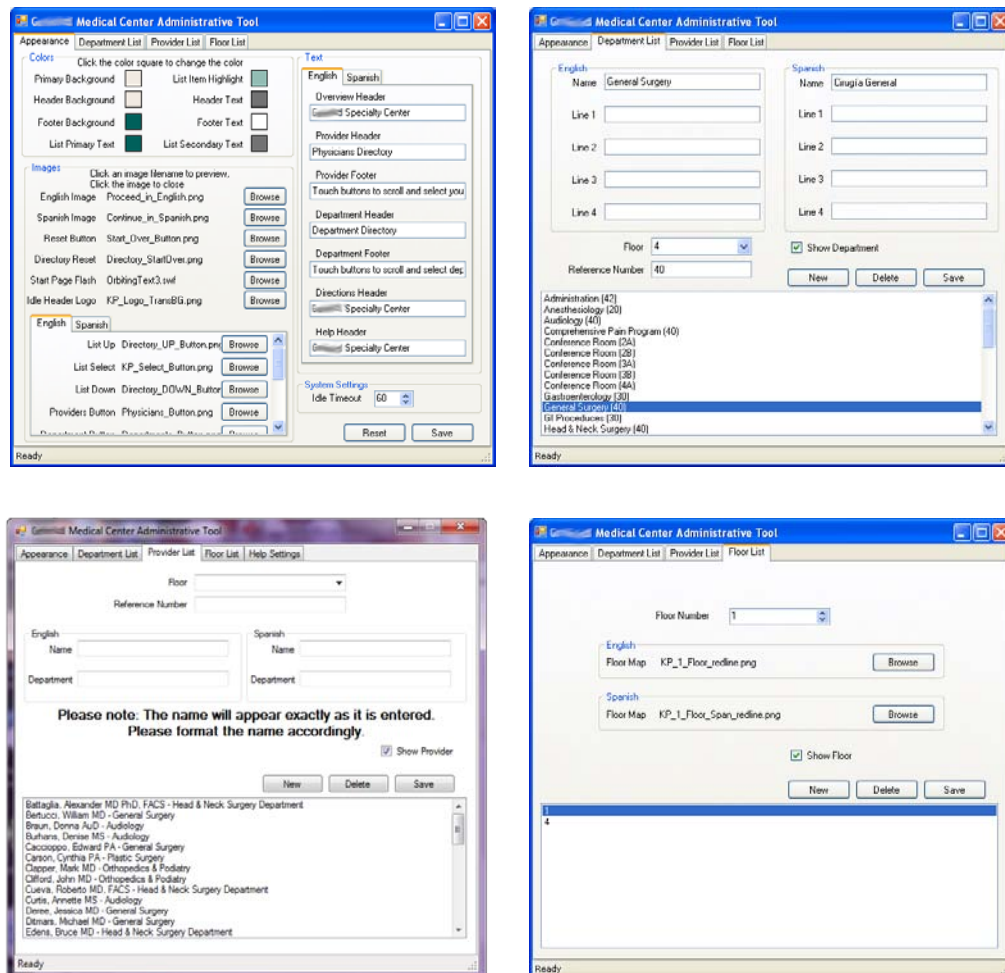 Medical Center Administrative Tool
Appearance Department List Provider List Floor List
Colors
Click the color square to change the color
Primary Background List Item Highlight
Header Background Header Text
Footer Background Footer Text
List Primary Text List Secondary Text
Images
Click an image filename to preview.
Click the image to close
English Image Proceed_in_English.png Browse
Spanish Image Continue_in_Spanish.png Browse
Reset Button Start_Over_Button.png Browse
Directory Reset Directory_StartOver.png Browse
Start Page Flash OrbitingText3.swf Browse
Idle Header Logo KP_Logo_TransBG.png Browse
English Spanish
List Up Directory_UP_Button.png Browse
List Select KP_Select_Button.png Browse
List Down Directory_DOWN_Button Browse
Providers Button Physicians_Button.png Browse
Text
English Spanish
Overview Header
Specialty Center
Provider Header
Physicians Directory
Provider Footer
Touch buttons to scroll and select you
Department Header
Department Directory
Department Footer
Touch buttons to scroll and select dep
Directions Header
Specialty Center
Help Header
Specialty Center
System Settings
Idle Timeout 60
Reset Save
Ready
Medical Center Administrative Tool
Appearance Department List Provider List Floor List
English
Name General Surgery
Line 1
Line 2
Line 3
Line 4
Spanish
Name Cirugía General
Line 1
Line 2
Line 3
Line 4
Floor 4
Show Department
Reference Number 40
New Delete Save
Administration (42)
Anesthesiology (20)
Audiology (40)
Comprehensive Pain Program (40)
Conference Room (2A)
Conference Room (2B)
Conference Room (3A)
Conference Room (3B)
Conference Room (4A)
Gastroenterology (30)
General Surgery (40)
GI Procedures (30)
Head & Neck Surgery (40)
Ready
Medical Center Administrative Tool
Appearance Department List Provider List Floor List Help Settings
Floor
Reference Number
English
Name
Department
Spanish
Name
Department
Please note: The name will appear exactly as it is entered.
Please format the name accordingly.
Show Provider
New Delete Save
Battaglia, Alexander MD PhD, FACS - Head & Neck Surgery Department
Bertucci, William MD - General Surgery
Braun, Donna AuD - Audiology
Burhans, Denise MS - Audiology
Caccioppo, Edward PA - General Surgery
Carson, Cynthia PA - Plastic Surgery
Clapper, Mark MD - Orthopedics & Podiatry
Clifford, John MD - Orthopedics & Podiatry
Cueva, Roberto MD, FACS - Head & Neck Surgery Department
Curtis, Annette MS - Audiology
Deree, Jessica MD - General Surgery
Ditmars, Michael MD - General Surgery
Edens, Bruce MD - Head & Neck Surgery Department
Ready
Medical Center Administrative Tool
Appearance Department List Provider List Floor List
Floor Number 1
English
Floor Map KP_1_Floor_redline.png Browse
Spanish
Floor Map KP_1_Floor_Span_redline.png Browse
Show Floor
New Delete Save
1
4
Ready